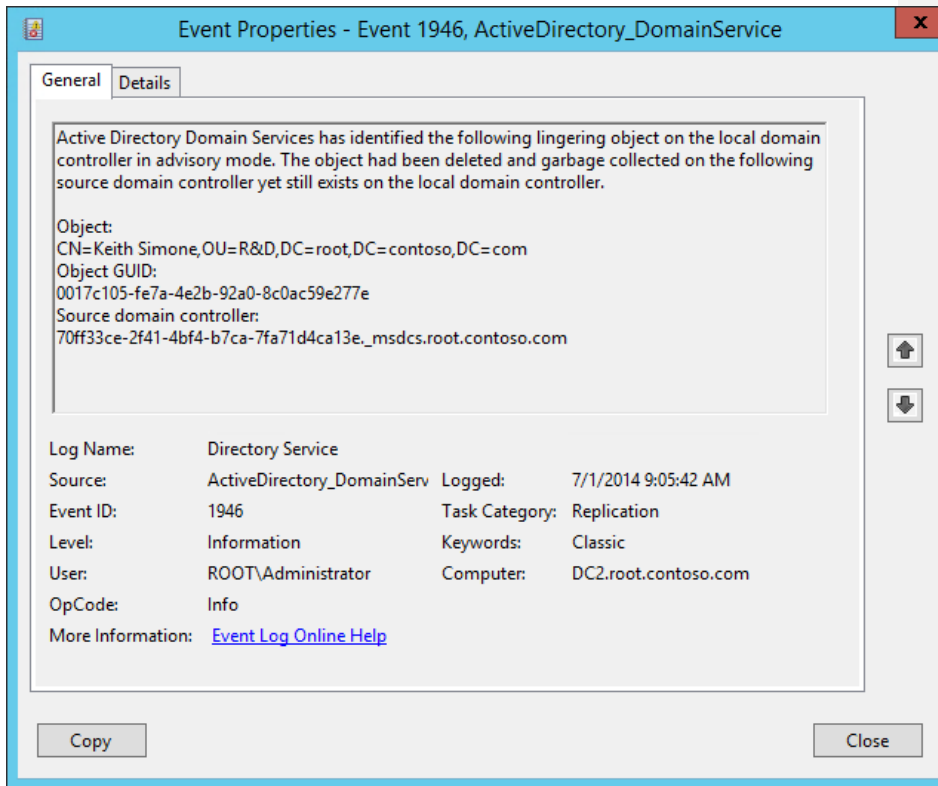 Event Properties - Event 1946, ActiveDirectory_DomainService
x
General Details
Active Directory Domain Services has identified the following lingering object on the local domain
controller in advisory mode. The object had been deleted and garbage collected on the following
source domain controller yet still exists on the local domain controller.
Object:
CN=Keith Simone,OU=R&D,DC=root,DC=contoso,DC=com
Object GUID:
0017c105-fe7a-4e2b-92a0-8c0ac59e277e
Source domain controller:
70ff33ce-2f41-4bf4-b7ca-7fa71d4ca13e._msdcs.root.contoso.com
Log Name: Directory Service
Source: ActiveDirectory_DomainServ Logged: 7/1/2014 9:05:42 AM
Event ID: 1946 Task Category: Replication
Level: Information Keywords: Classic
User: ROOT\Administrator Computer: DC2.root.contoso.com
OpCode: Info
More Information: Event Log Online Help
Copy Close